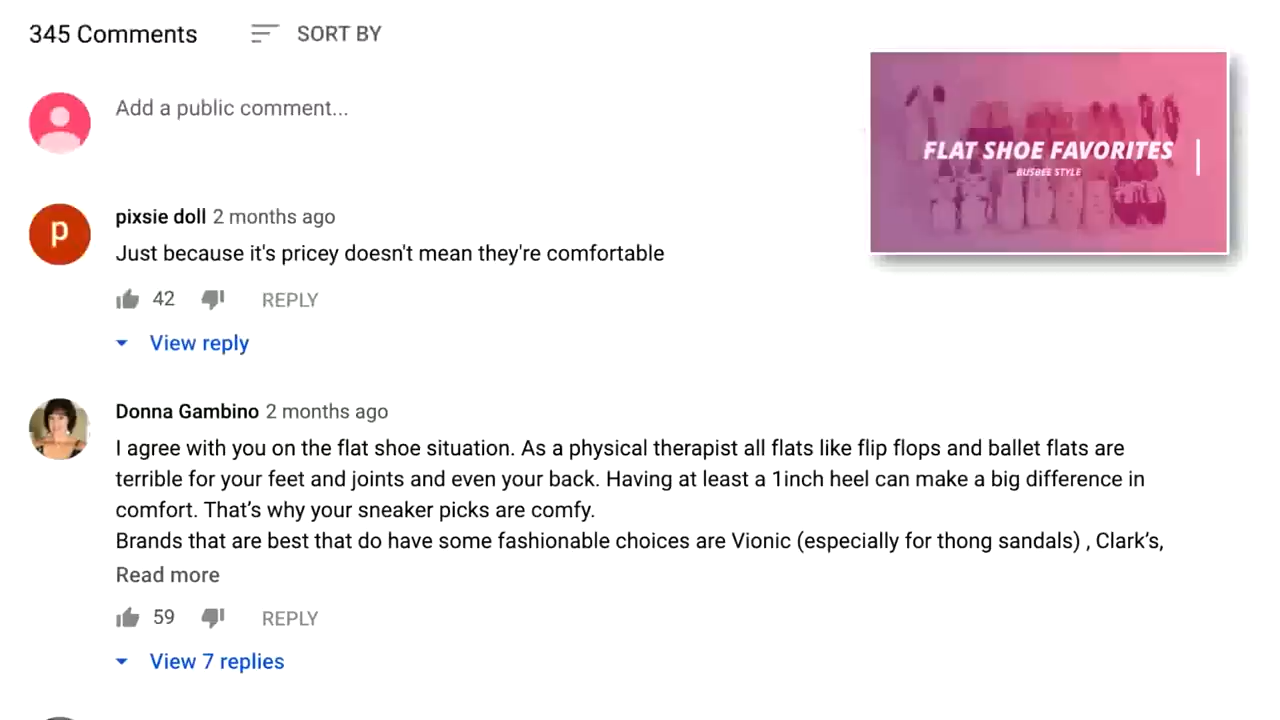 345 Comments SORT BY
Add a public comment...
FLAT SHOE FAVORITES
BUSBEE STYLE
p
pixsie doll 2 months ago
Just because it's pricey doesn't mean they're comfortable
42 REPLY
View reply
Donna Gambino 2 months ago
I agree with you on the flat shoe situation. As a physical therapist all flats like flip flops and ballet flats are
terrible for your feet and joints and even your back. Having at least a 1inch heel can make a big difference in
comfort. That’s why your sneaker picks are comfy.
Brands that are best that do have some fashionable choices are Vionic (especially for thong sandals) , Clark’s,
Read more
59 REPLY
View 7 replies